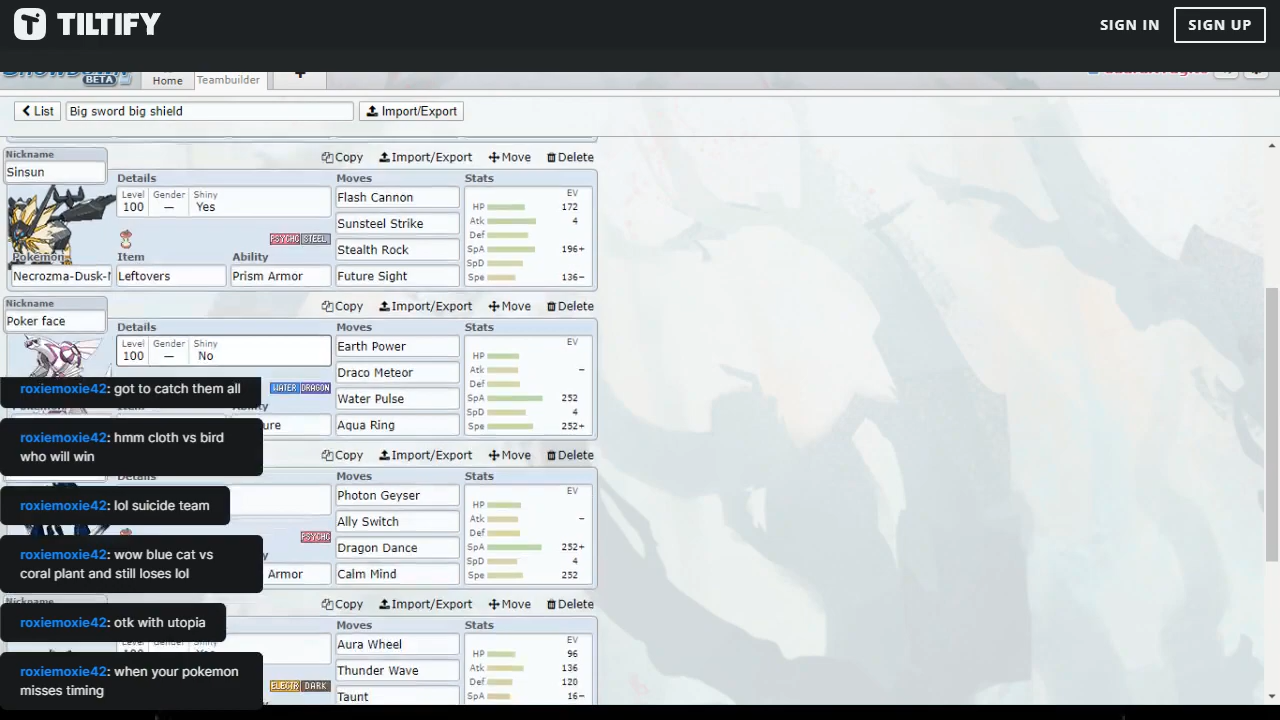 TILTIFY
SIGN IN
SIGN UP
BETA
Home
Teambuilder
List
Big sword big shield
Import/Export
Nickname
Sinsun
Copy
Import/Export
Move
Delete
Details
Moves
Stats
Level
Gender
Shiny
100
—
Yes
Flash Cannon
Sunsteel Strike
Stealth Rock
Future Sight
EV
HP 172
Atk 4
Def
SpA 196+
SpD
Spe 136−
PSYCHC STEEL
Pokémon
Item
Ability
Necrozma-Dusk-
Leftovers
Prism Armor
Nickname
Poker face
Copy
Import/Export
Move
Delete
Details
Moves
Stats
Level
Gender
Shiny
100
—
No
Earth Power
Draco Meteor
Water Pulse
Aqua Ring
EV
HP
Atk −
Def
SpA 252
SpD 4
Spe 252+
WATER DRAGON
roxiemoxie42: got to catch them all
roxiemoxie42: hmm cloth vs bird
who will win
Copy
Import/Export
Move
Delete
Moves
Stats
Photon Geyser
Ally Switch
Dragon Dance
Calm Mind
EV
HP
Atk −
Def
SpA 252+
SpD 4
Spe 252
PSYCHC
Armor
roxiemoxie42: lol suicide team
roxiemoxie42: wow blue cat vs
coral plant and still loses lol
Copy
Import/Export
Move
Delete
Moves
Stats
Aura Wheel
Thunder Wave
Taunt
EV
HP 96
Atk 136
Def 120
SpA 16−
ELECTR DARK
roxiemoxie42: otk with utopia
roxiemoxie42: when your pokemon
misses timing